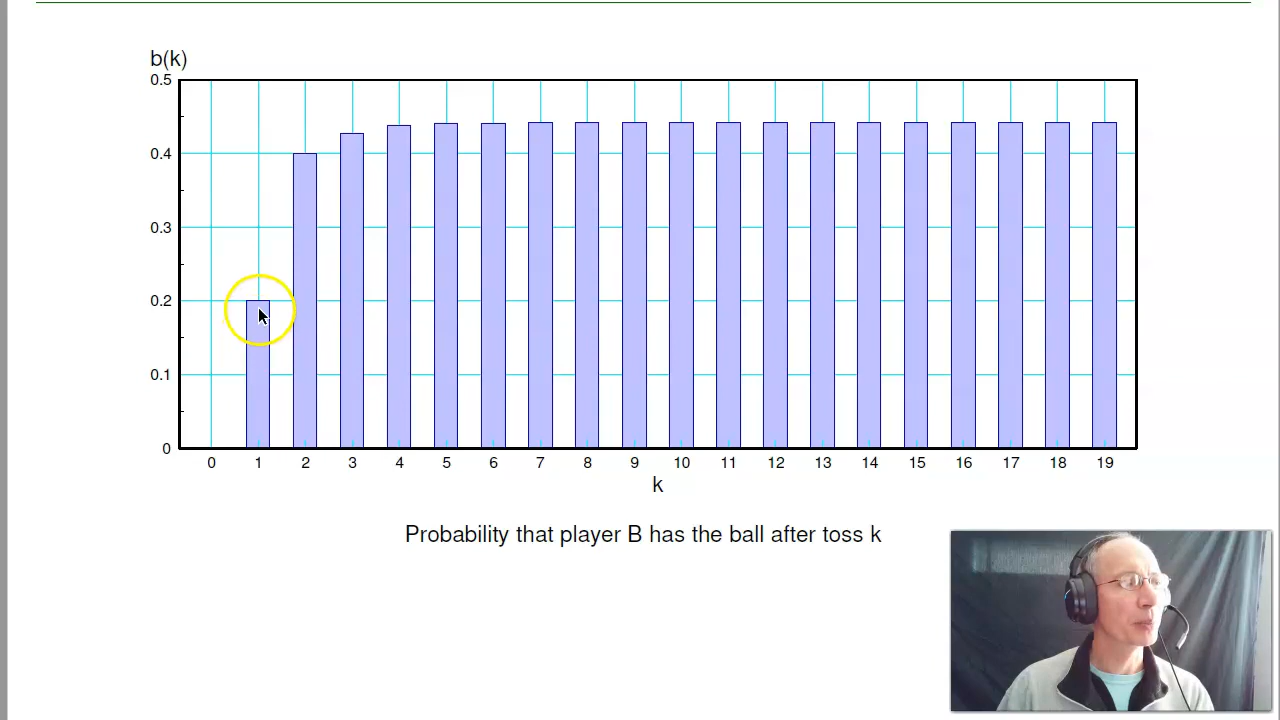 b(k)
0.5
0.4
0.3
0.2
0.1
0
0 1 2 3 4 5 6 7 8 9 10 11 12 13 14 15 16 17 18 19
k
Probability that player B has the ball after toss k